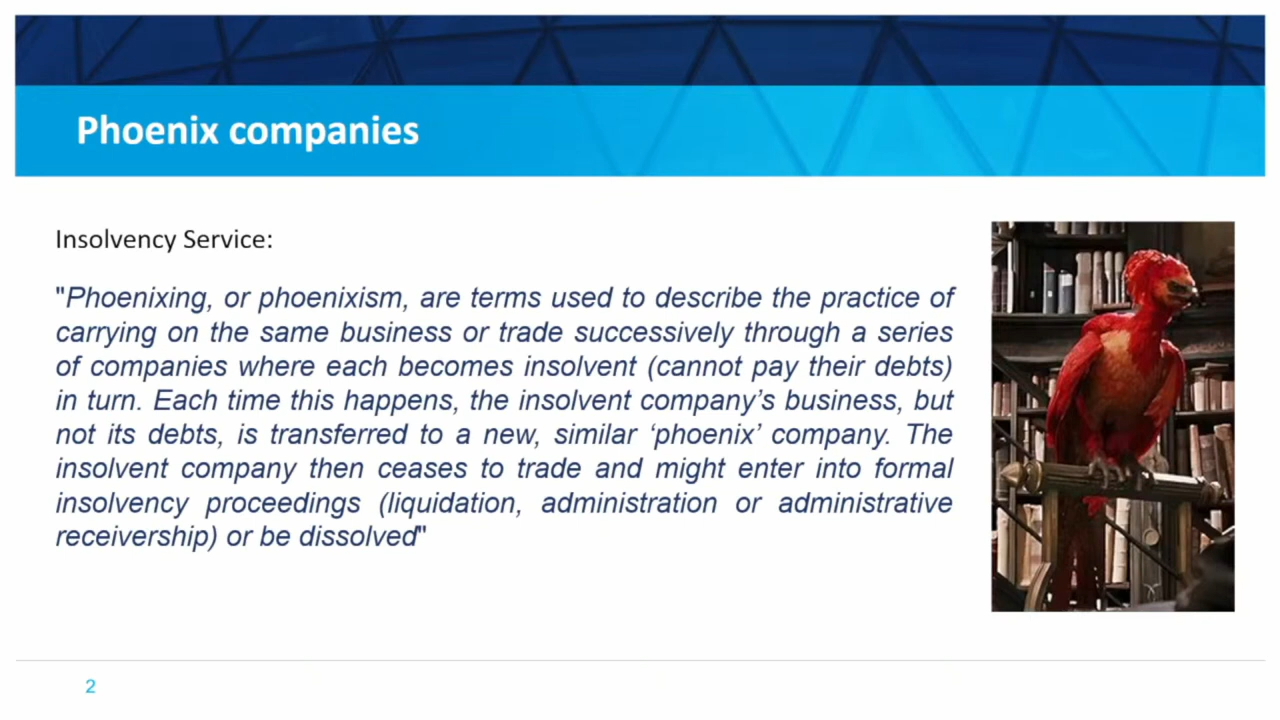 Phoenix companies
Insolvency Service:
"Phoenixing, or phoenixism, are terms used to describe the practice of
carrying on the same business or trade successively through a series
of companies where each becomes insolvent (cannot pay their debts)
in turn. Each time this happens, the insolvent company’s business, but
not its debts, is transferred to a new, similar ‘phoenix’ company. The
insolvent company then ceases to trade and might enter into formal
insolvency proceedings (liquidation, administration or administrative
receivership) or be dissolved"
2